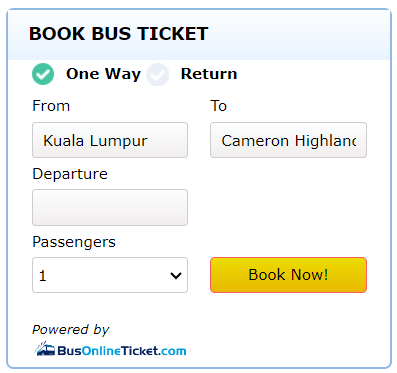 BOOK BUS TICKET
One Way Return
From To
Kuala Lumpur Cameron Highlanc
Departure
Passengers
1 Book Now!
Powered by
BusOnlineTicket.com